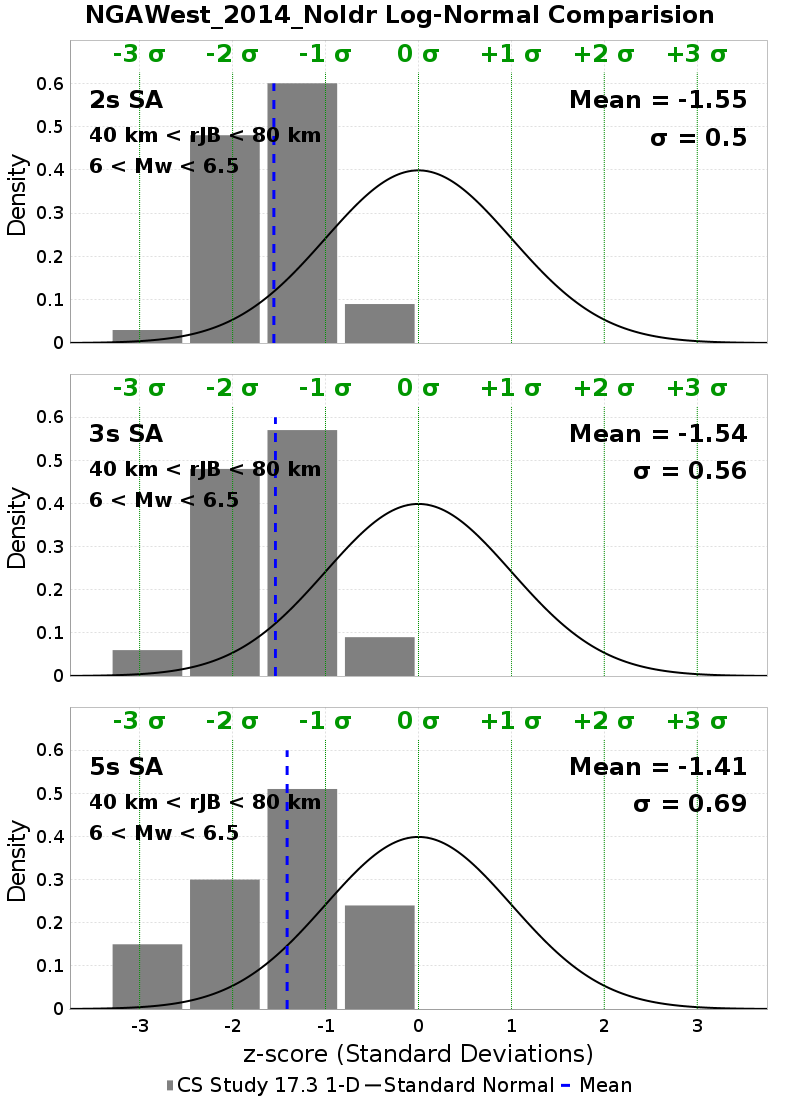 NGAWest_2014_NoIdr Log-Normal Comparision
-3 σ -2 σ -1 σ 0 σ +1 σ +2 σ +3 σ
0.6
2s SA
Mean = -1.55
0.5
40 km < rJB < 80 km
σ = 0.5
6 < Mw < 6.5
0.4
0.3
0.2
0.1
0
Density
-3 σ -2 σ -1 σ 0 σ +1 σ +2 σ +3 σ
0.6
3s SA
Mean = -1.54
0.5
40 km < rJB < 80 km
σ = 0.56
6 < Mw < 6.5
0.4
0.3
0.2
0.1
0
Density
-3 σ -2 σ -1 σ 0 σ +1 σ +2 σ +3 σ
0.6
5s SA
Mean = -1.41
0.5
40 km < rJB < 80 km
σ = 0.69
6 < Mw < 6.5
0.4
0.3
0.2
0.1
0
Density
-3 -2 -1 0 1 2 3
z-score (Standard Deviations)
CS Study 17.3 1-D Standard Normal Mean